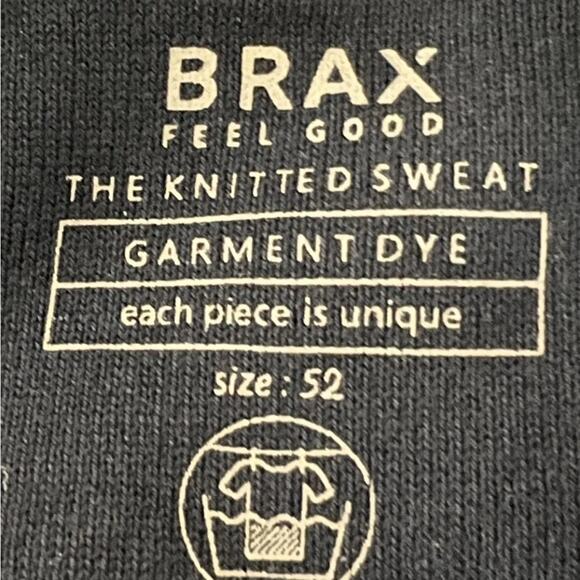 BRAX
FEEL GOOD
THE KNITTED SWEAT
GARMENT DYE
each piece is unique
size : 52